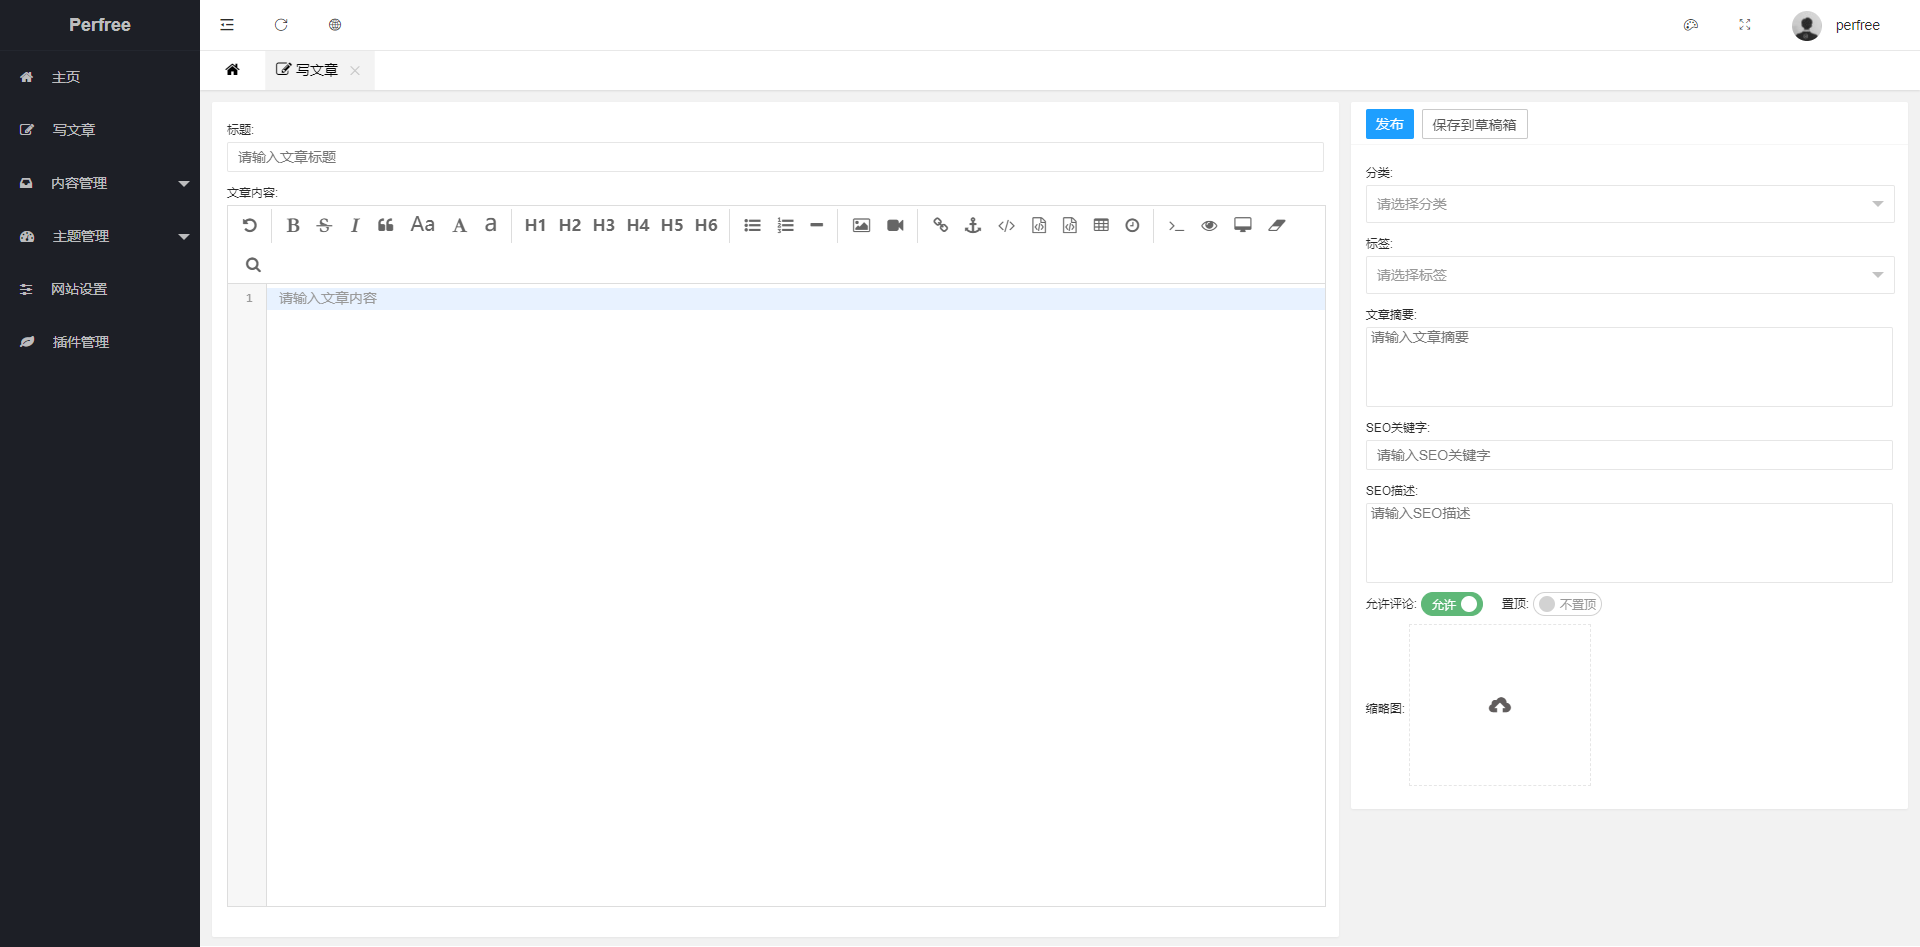 Perfree
perfree
主页
写文章
内容管理
主题管理
网站设置
插件管理
写文章
标题:
请输入文章标题
文章内容:
B S I Aa A a H1 H2 H3 H4 H5 H6
1 请输入文章内容
发布 保存到草稿箱
分类:
请选择分类
标签:
请选择标签
文章摘要:
请输入文章摘要
SEO关键字:
请输入SEO关键字
SEO描述:
请输入SEO描述
允许评论: 允许 置顶: 不置顶
缩略图: